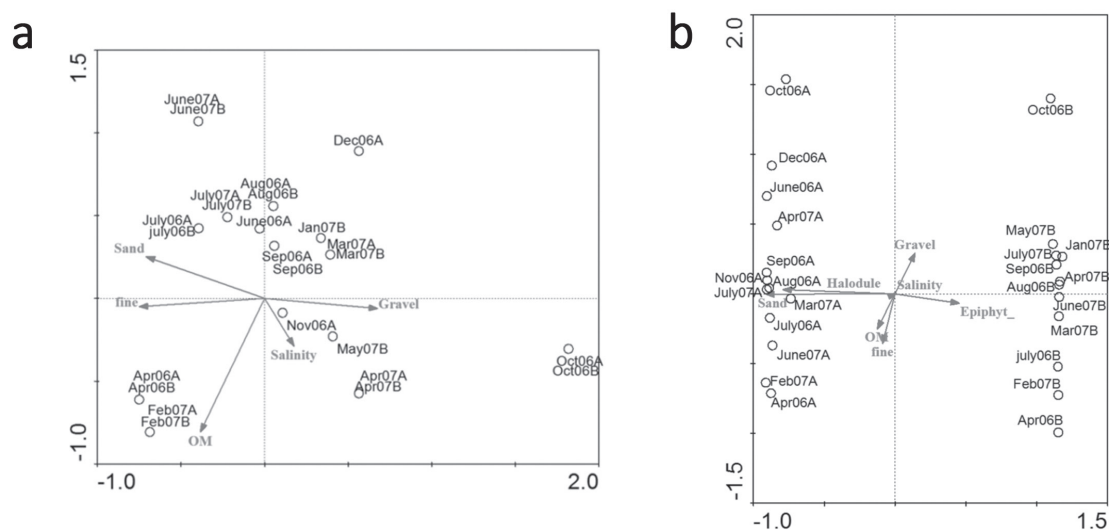 a
1.5
-1.0
-1.0
2.0
June07A
June07B
Dec06A
Aug06A
Aug06B
July07A
July07B
July06A
july06B
June06A
Jan07B
Mar07A
Mar07B
Sep06A
Sep06B
Sand
fine
Gravel
Nov06A
Salinity
May07B
Oct06A
Oct06B
Apr06A
Apr06B
Apr07A
Apr07B
Feb07A
Feb07B
OM
b
2.0
-1.5
-1.0
1.5
Oct06A
Oct06B
Dec06A
June06A
Apr07A
Gravel
May07B
July07B
Jan07B
Sep06B
Sep06A
Nov06A
Aug06A
Halodule
Salinity
Apr07B
Aug06B
July07A
Sand
Mar07A
Epiphyt_
June07B
Mar07B
July06A
OM
fine
June07A
july06B
Feb07A
Feb07B
Apr06A
Apr06B